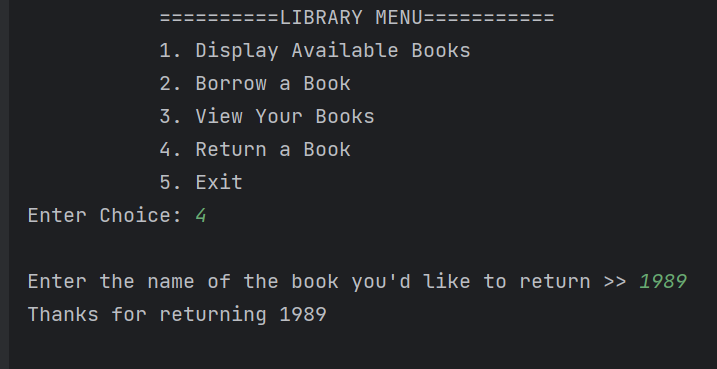 ==========LIBRARY MENU===========
1. Display Available Books
2. Borrow a Book
3. View Your Books
4. Return a Book
5. Exit
Enter Choice: 4
Enter the name of the book you'd like to return >> 1989
Thanks for returning 1989